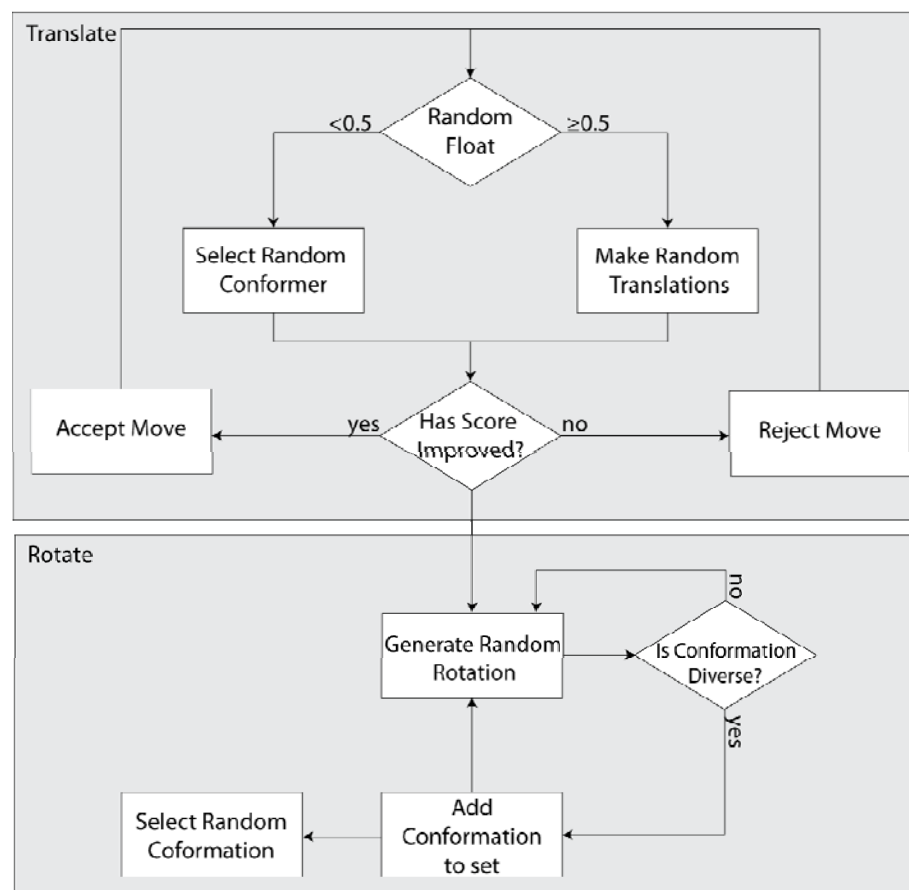 Translate
Random
Float
<0.5
≥0.5
Select Random
Conformer
Make Random
Translations
Accept Move
yes
Has Score
Improved?
no
Reject Move
Rotate
no
Generate Random
Rotation
Is Conformation
Diverse?
yes
Select Random
Coformation
Add
Conformation
to set